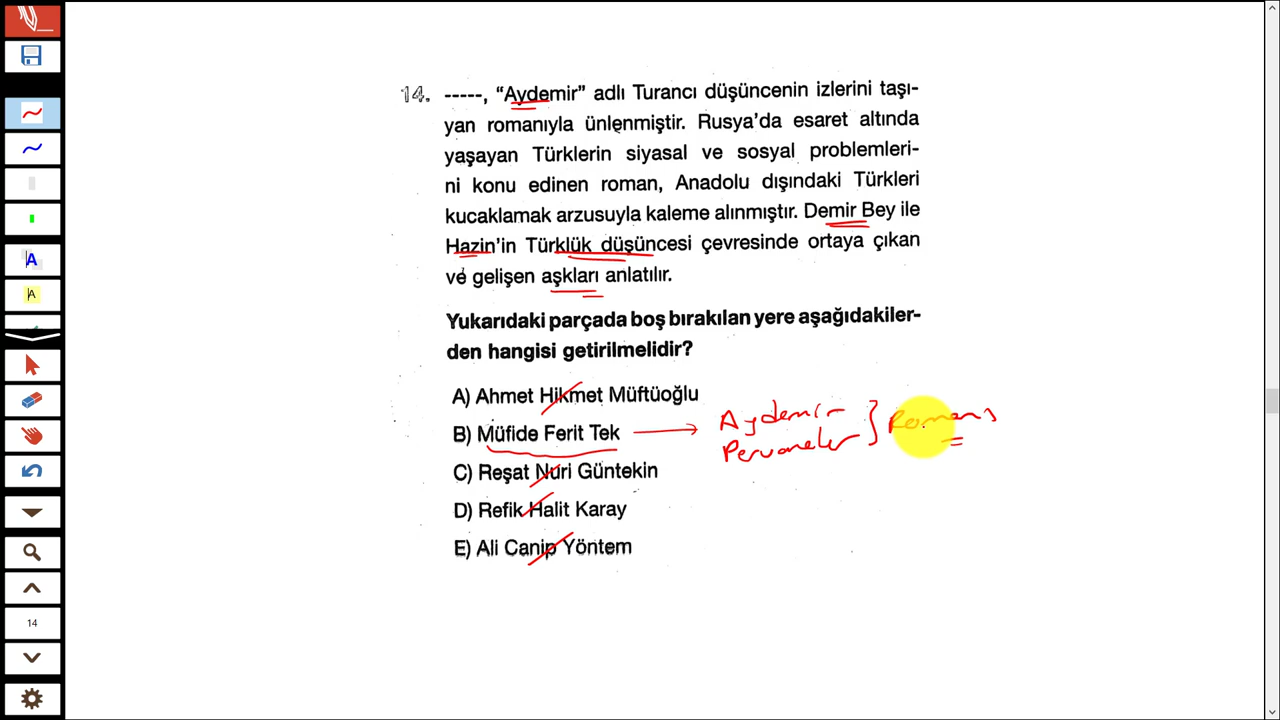 14. -----, “Aydemir” adlı Turancı düşüncenin izlerini taşı-
yan romanıyla ünlenmiştir. Rusya’da esaret altında
yaşayan Türklerin siyasal ve sosyal problemleri-
ni konu edinen roman, Anadolu dışındaki Türkleri
kucaklamak arzusuyla kaleme alınmıştır. Demir Bey ile
Hazin’in Türklük düşüncesi çevresinde ortaya çıkan
ve gelişen aşkları anlatılır.
Yukarıdaki parçada boş bırakılan yere aşağıdakiler-
den hangisi getirilmelidir?
A) Ahmet Hikmet Müftüoğlu
B) Müfide Ferit Tek
Aydemir
Pervaneler
C) Reşat Nuri Güntekin
D) Refik Halit Karay
E) Ali Canip Yöntem
A
A
14